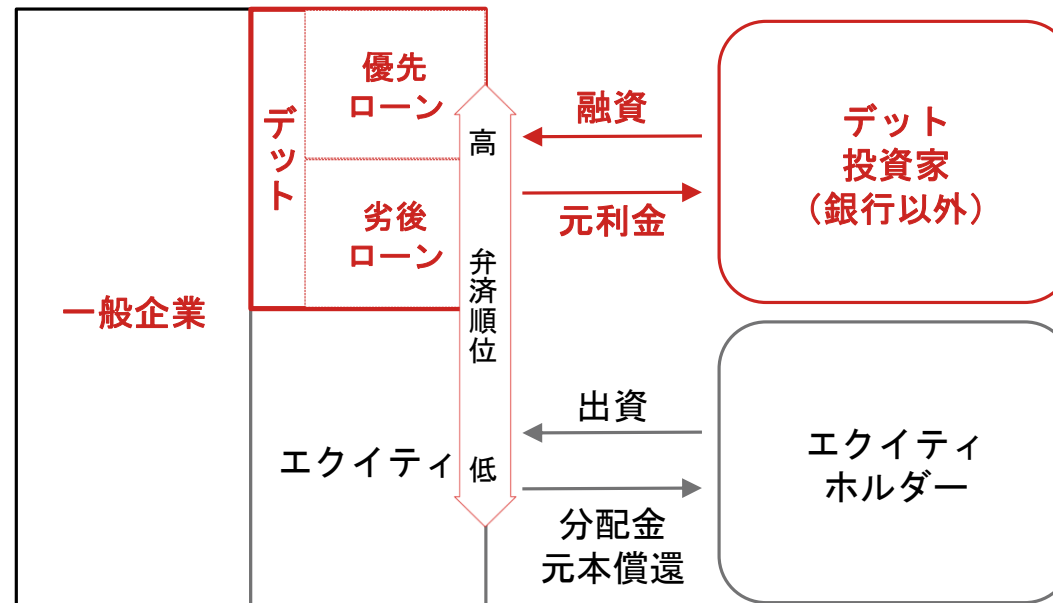 一般企業
デット
優先
ローン
劣後
ローン
エクイティ
高
弁済順位
低
融資
元利金
出資
分配金
元本償還
デット
投資家
（銀行以外）
エクイティ
ホルダー